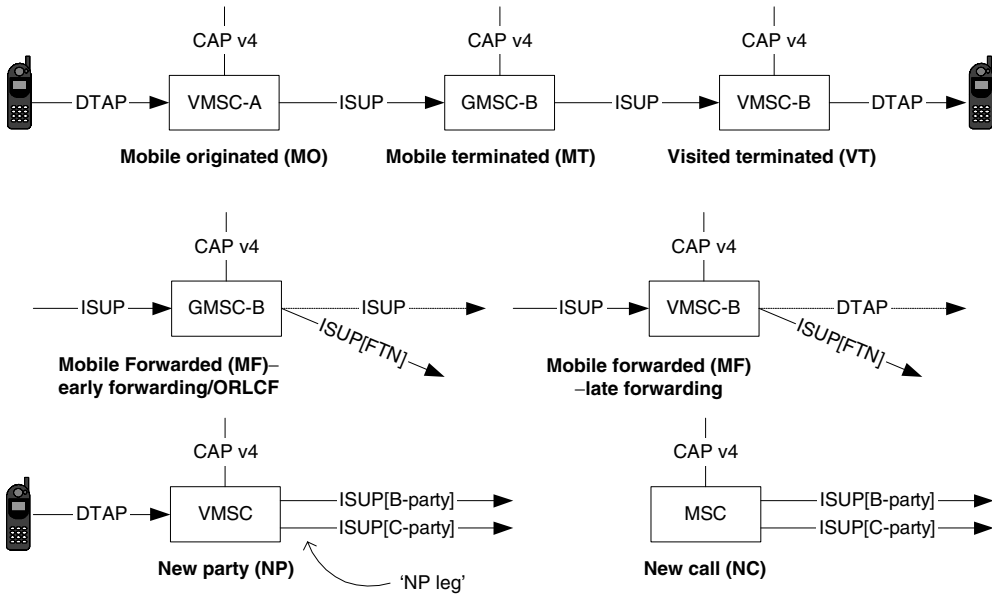 CAP v4
CAP v4
CAP v4
DTAP
VMSC-A
ISUP
GMSC-B
ISUP
VMSC-B
DTAP
Mobile originated (MO)
Mobile terminated (MT)
Visited terminated (VT)
CAP v4
CAP v4
ISUP
GMSC-B
ISUP
ISUP[FTN]
ISUP
VMSC-B
DTAP
ISUP[FTN]
Mobile Forwarded (MF)–
early forwarding/ORLCF
Mobile forwarded (MF)
–late forwarding
CAP v4
CAP v4
DTAP
VMSC
ISUP[B-party]
ISUP[C-party]
MSC
ISUP[B-party]
ISUP[C-party]
New party (NP)
'NP leg'
New call (NC)